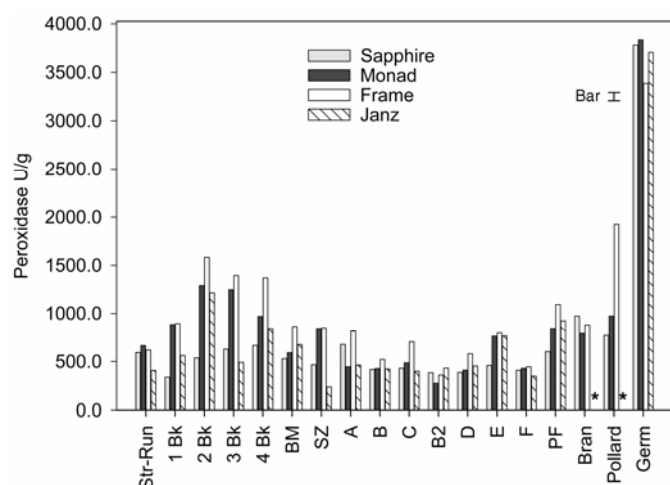 4000.0
3500.0
3000.0
2500.0
2000.0
1500.0
1000.0
500.0
0.0
Peroxidase U/g
Sapphire
Monad
Frame
Janz
Bar
* *
Str-Run
1 Bk
2 Bk
3 Bk
4 Bk
BM
SZ
A
B
C
B2
D
E
F
PF
Bran
Pollard
Germ